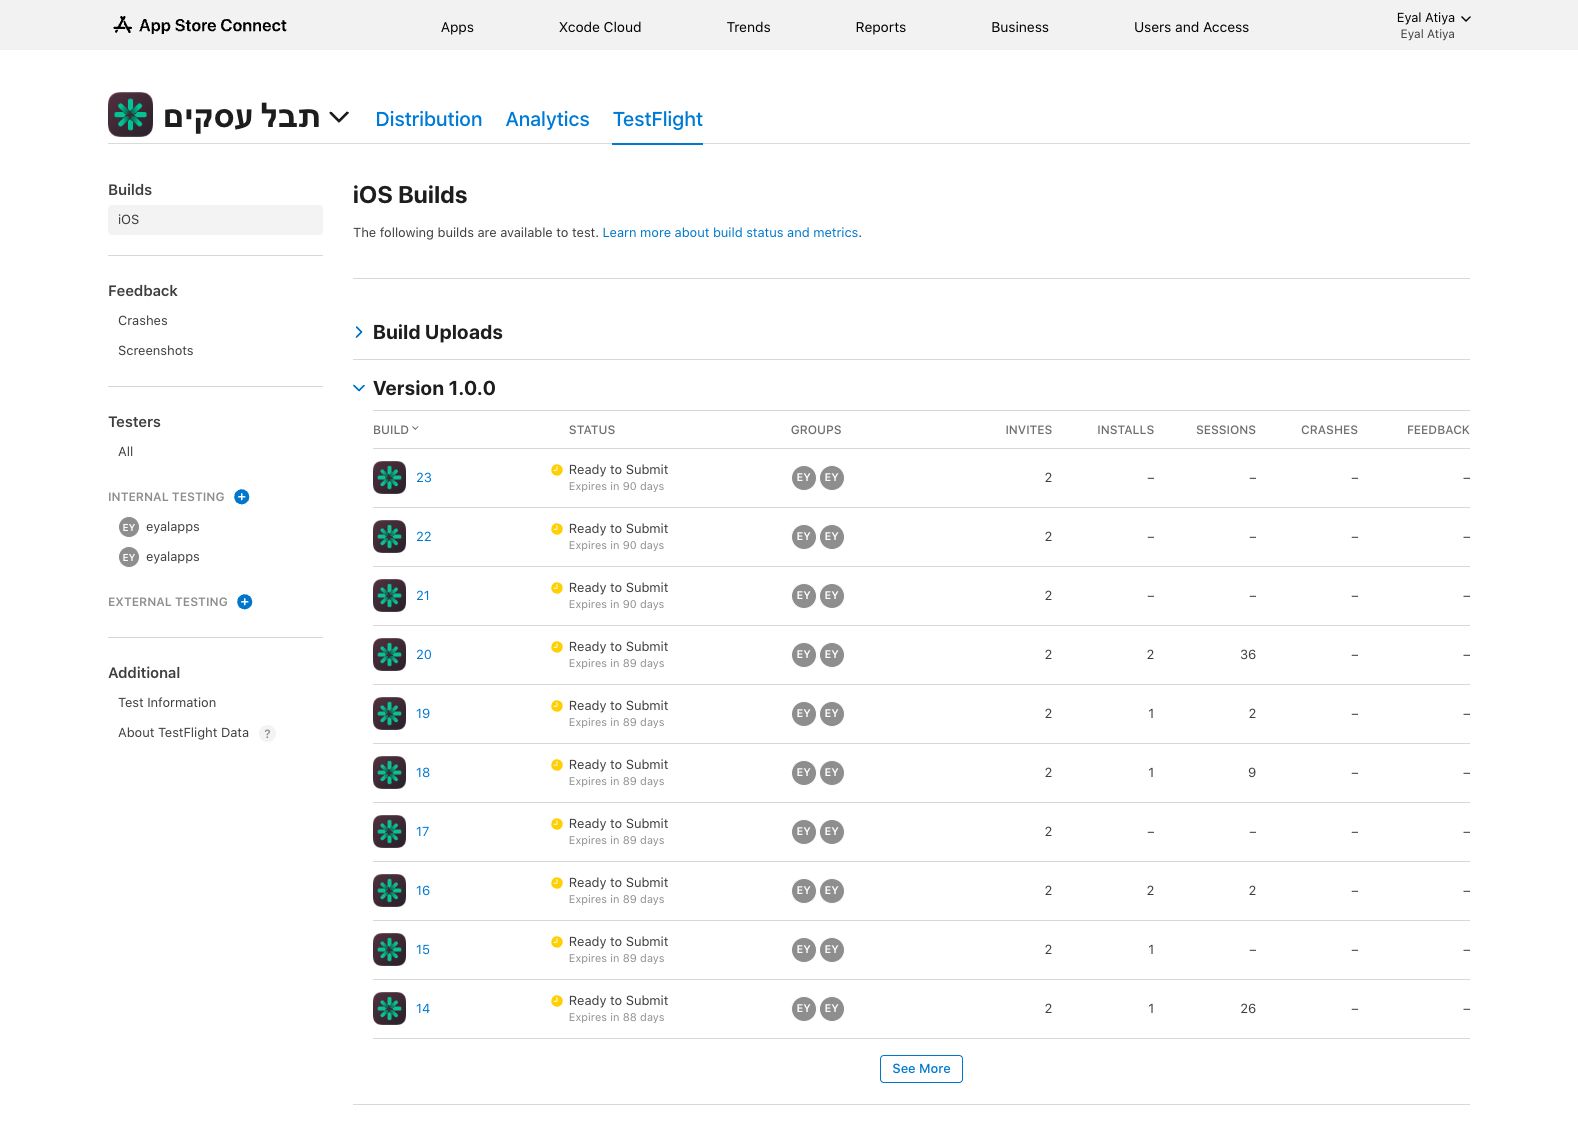 App Store Connect
Apps
Xcode Cloud
Trends
Reports
Business
Users and Access
Eyal Atiya
Eyal Atiya
תבל עסקים
Distribution
Analytics
TestFlight
Builds
iOS
Feedback
Crashes
Screenshots
Testers
All
INTERNAL TESTING
EY eyalapps
EY eyalapps
EXTERNAL TESTING
Additional
Test Information
About TestFlight Data ?
iOS Builds
The following builds are available to test. Learn more about build status and metrics.
Build Uploads
Version 1.0.0
BUILD STATUS GROUPS INVITES INSTALLS SESSIONS CRASHES FEEDBACK
23 Ready to Submit EY EY 2 – – – –
Expires in 90 days
22 Ready to Submit EY EY 2 – – – –
Expires in 90 days
21 Ready to Submit EY EY 2 – – – –
Expires in 90 days
20 Ready to Submit EY EY 2 2 36 – –
Expires in 89 days
19 Ready to Submit EY EY 2 1 2 – –
Expires in 89 days
18 Ready to Submit EY EY 2 1 9 – –
Expires in 89 days
17 Ready to Submit EY EY 2 – – – –
Expires in 89 days
16 Ready to Submit EY EY 2 2 2 – –
Expires in 89 days
15 Ready to Submit EY EY 2 1 – – –
Expires in 89 days
14 Ready to Submit EY EY 2 1 26 – –
Expires in 88 days
See More